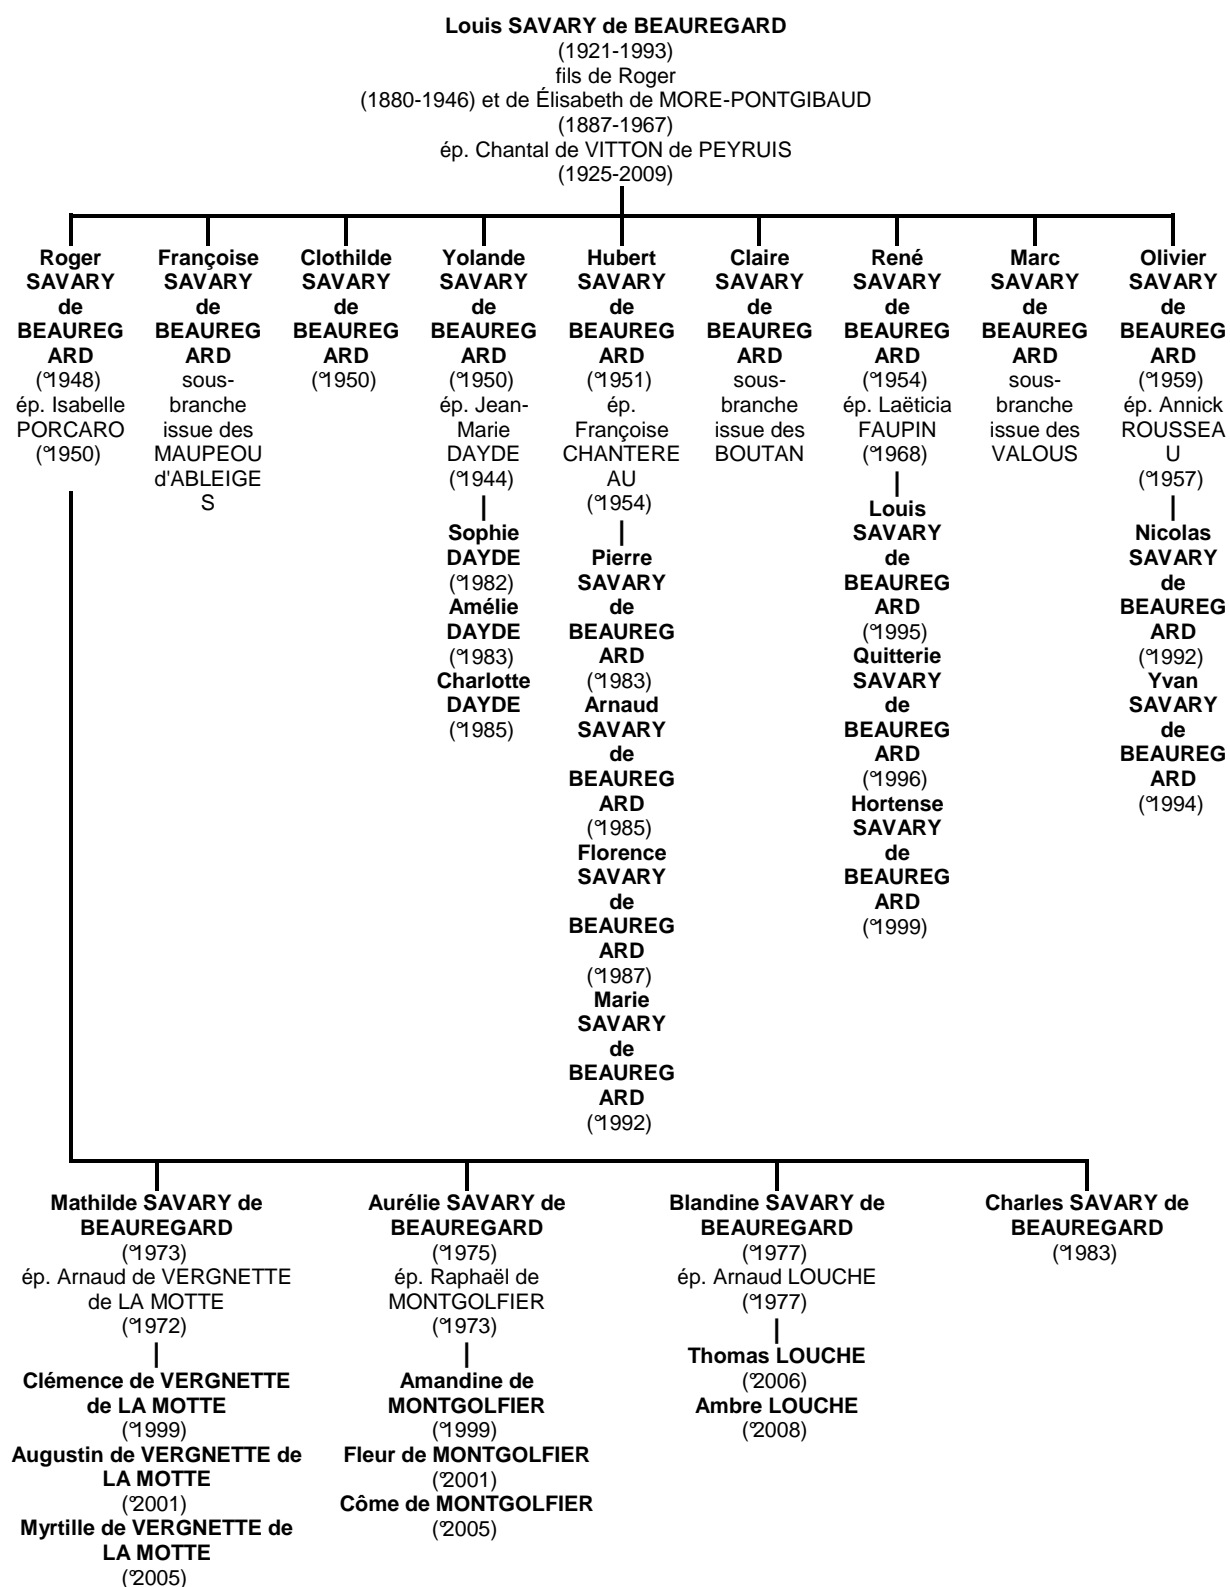 Louis SAVARY de BEAUREGARD
(1921-1993)
fils de Roger
(1880-1946) et de Élisabeth de MORE-PONTGIBAUD
(1887-1967)
ép. Chantal de VITTON de PEYRUIS
(1925-2009)
Roger
SAVARY
de
BEAUREG
ARD
(°1948)
ép. Isabelle
PORCARO
(°1950)
Françoise
SAVARY
de
BEAUREG
ARD
sous-
branche
issue des
MAUPEOU
d'ABLEIGE
S
Clothilde
SAVARY
de
BEAUREG
ARD
(°1950)
Yolande
SAVARY
de
BEAUREG
ARD
(°1950)
ép. Jean-
Marie
DAYDE
(°1944)
Sophie
DAYDE
(°1982)
Amélie
DAYDE
(°1983)
Charlotte
DAYDE
(°1985)
Hubert
SAVARY
de
BEAUREG
ARD
(°1951)
ép.
Françoise
CHANTERE
AU
(°1954)
Pierre
SAVARY
de
BEAUREG
ARD
(°1983)
Arnaud
SAVARY
de
BEAUREG
ARD
(°1985)
Florence
SAVARY
de
BEAUREG
ARD
(°1987)
Marie
SAVARY
de
BEAUREG
ARD
(°1992)
Claire
SAVARY
de
BEAUREG
ARD
sous-
branche
issue des
BOUTAN
René
SAVARY
de
BEAUREG
ARD
(°1954)
ép. Laëticia
FAUPIN
(°1968)
Louis
SAVARY
de
BEAUREG
ARD
(°1995)
Quitterie
SAVARY
de
BEAUREG
ARD
(°1996)
Hortense
SAVARY
de
BEAUREG
ARD
(°1999)
Marc
SAVARY
de
BEAUREG
ARD
sous-
branche
issue des
VALOUS
Olivier
SAVARY
de
BEAUREG
ARD
(°1959)
ép. Annick
ROUSSEA
U
(°1957)
Nicolas
SAVARY
de
BEAUREG
ARD
(°1992)
Yvan
SAVARY
de
BEAUREG
ARD
(°1994)
Mathilde SAVARY de
BEAUREGARD
(°1973)
ép. Arnaud de VERGNETTE
de LA MOTTE
(°1972)
Clémence de VERGNETTE
de LA MOTTE
(°1999)
Augustin de VERGNETTE de
LA MOTTE
(°2001)
Myrtille de VERGNETTE de
LA MOTTE
(°2005)
Aurélie SAVARY de
BEAUREGARD
(°1975)
ép. Raphaël de
MONTGOLFIER
(°1973)
Amandine de
MONTGOLFIER
(°1999)
Fleur de MONTGOLFIER
(°2001)
Côme de MONTGOLFIER
(°2005)
Blandine SAVARY de
BEAUREGARD
(°1977)
ép. Arnaud LOUCHE
(°1977)
Thomas LOUCHE
(°2006)
Ambre LOUCHE
(°2008)
Charles SAVARY de
BEAUREGARD
(°1983)